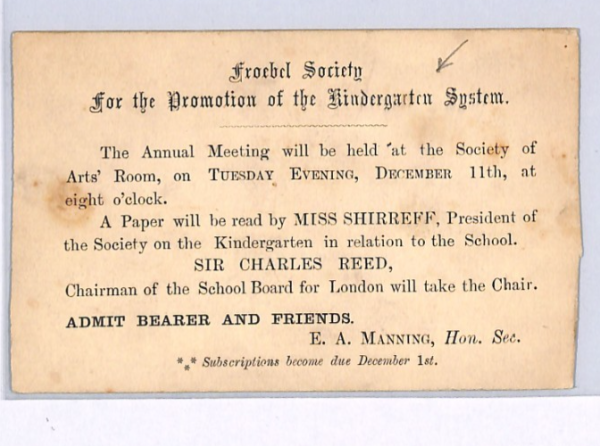 Froebel Society
For the Promotion of the Kindergarten System.
The Annual Meeting will be held at the Society of
Arts' Room, on TUESDAY EVENING, DECEMBER 11th, at
eight o'clock.
A Paper will be read by MISS SHIRREFF, President of
the Society on the Kindergarten in relation to the School.
SIR CHARLES REED,
Chairman of the School Board for London will take the Chair.
ADMIT BEARER AND FRIENDS.
E. A. MANNING, Hon. Sec.
*** Subscriptions become due December 1st.